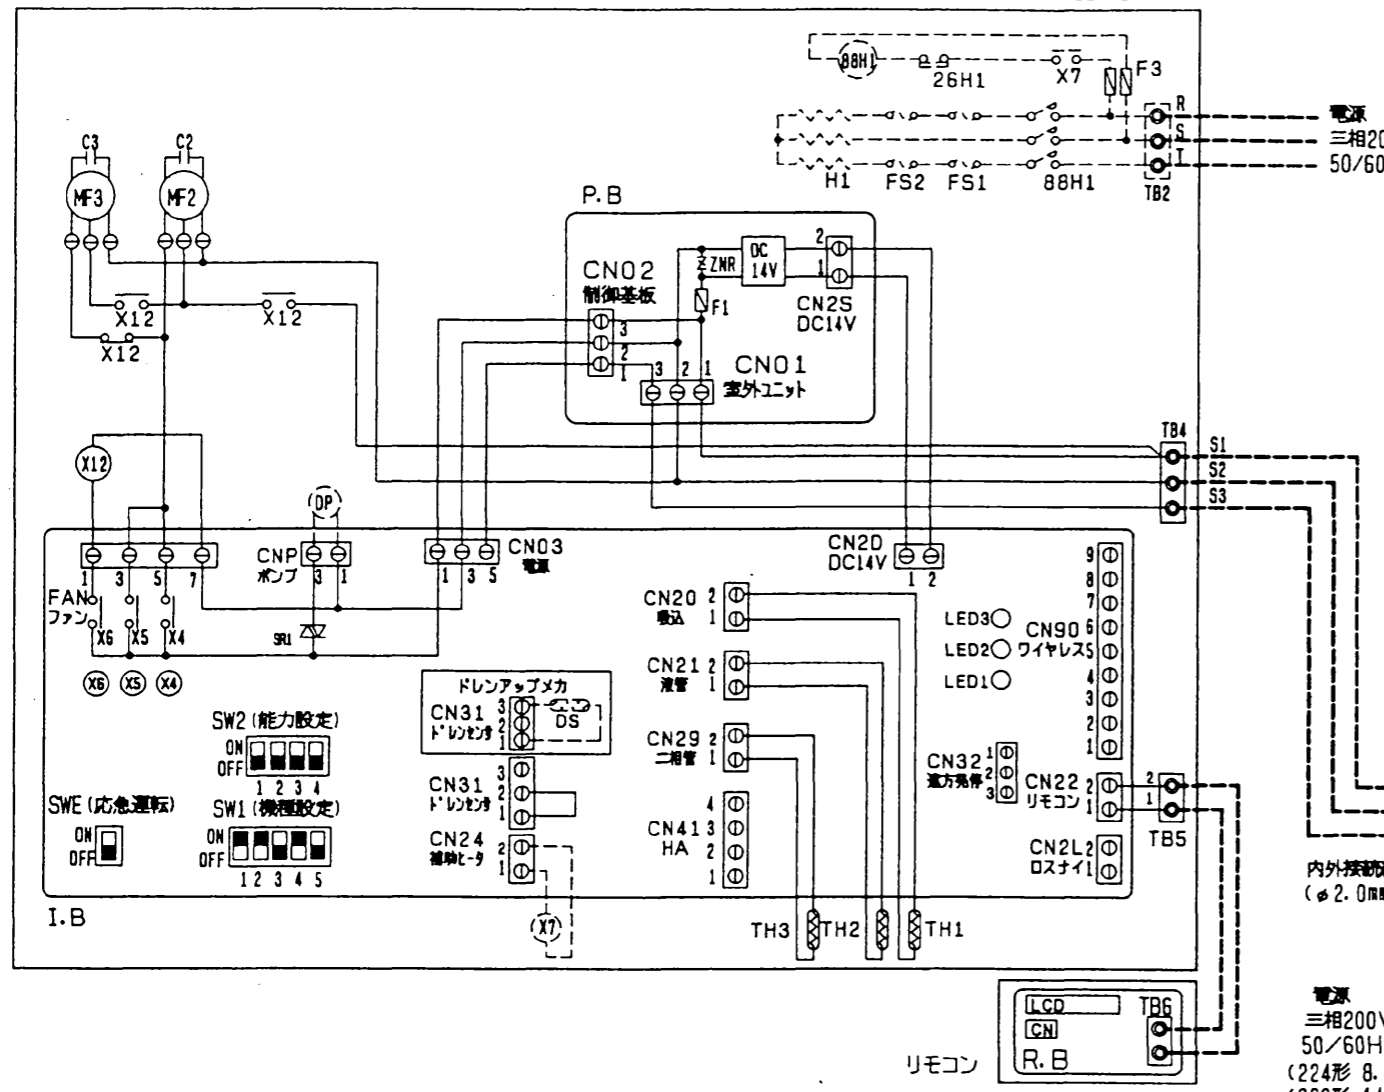 88H1
26H1
X7
F3
R
S
T
TB2
H1
FS2
FS1
88H1
電源
三相20
50/60
C3
C2
MF3
MF2
X12
X12
X12
P.B
CN02
制御基板
3
2
1
ZNR
F1
DC
14V
2
1
CN2S
DC14V
CN01
室外ユニット
3
2
1
TB4
S1
S2
S3
X12
DP
FAN
ファン
1
3
5
7
X6
X5
X4
X6
X5
X4
CNP
ポンプ
3
1
SR1
CN03
電源
1
3
5
CN2D
DC14V
1
2
CN20
吸込
2
1
CN21
液管
2
1
CN29
二相管
2
1
CN41
HA
4
3
2
1
LED3
LED2
LED1
CN90
ワイヤレス
9
8
7
6
5
4
3
2
1
CN32
遠方発停
1
2
3
CN22
リモコン
2
1
2
1
TB5
CN2L
ロスナイ
2
1
ドレンアップメカ
CN31
ドレンセンサ
3
2
1
DS
CN31
ドレンセンサ
3
2
1
CN24
補助ヒータ
2
1
X7
SW2(能力設定)
ON
OFF
1 2 3 4
SWE(応急運転)
ON
OFF
SW1(機種設定)
ON
OFF
1 2 3 4 5
I.B
TH3
TH2
TH1
内外接続
(φ2.0mm
リモコン
LCD
CN
R.B
TB6
電源
三相200V
50/60H
(224形 8.